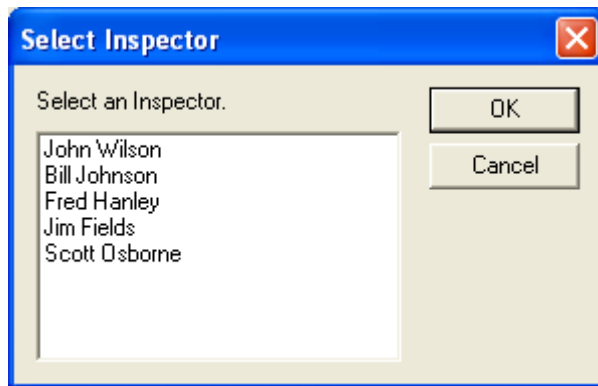 Select Inspector
Select an Inspector.
OK
Cancel
John Wilson
Bill Johnson
Fred Hanley
Jim Fields
Scott Osborne